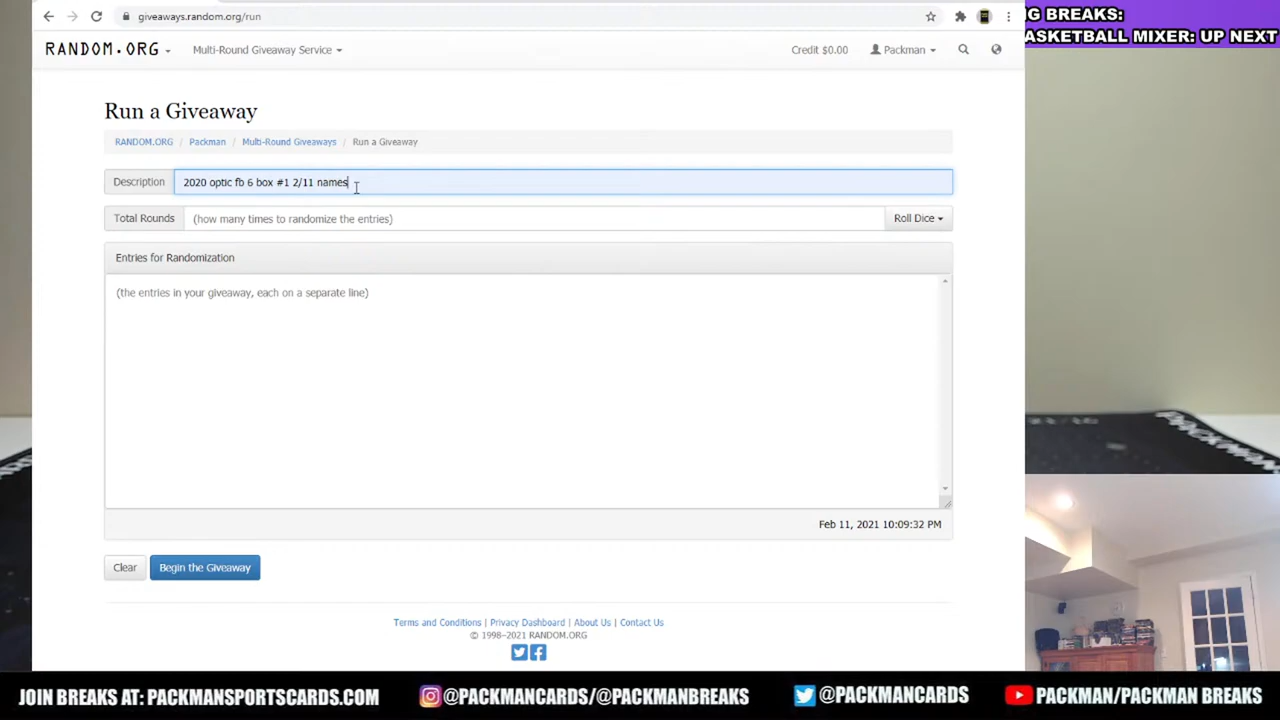 giveaways.random.org/run
G BREAKS:
ASKETBALL MIXER: UP NEXT
RANDOM.ORG
Multi-Round Giveaway Service
Credit $0.00
Packman
Run a Giveaway
RANDOM.ORG / Packman / Multi-Round Giveaways / Run a Giveaway
Description
2020 optic fb 6 box #1 2/11 names
Total Rounds
(how many times to randomize the entries)
Roll Dice
Entries for Randomization
(the entries in your giveaway, each on a separate line)
Feb 11, 2021 10:09:32 PM
Clear
Begin the Giveaway
Terms and Conditions | Privacy Dashboard | About Us | Contact Us
© 1998–2021 RANDOM.ORG
JOIN BREAKS AT: PACKMANSPORTSCARDS.COM
@PACKMANCARDS/@PACKMANBREAKS
@PACKMANCARDS
PACKMAN/PACKMAN BREAKS